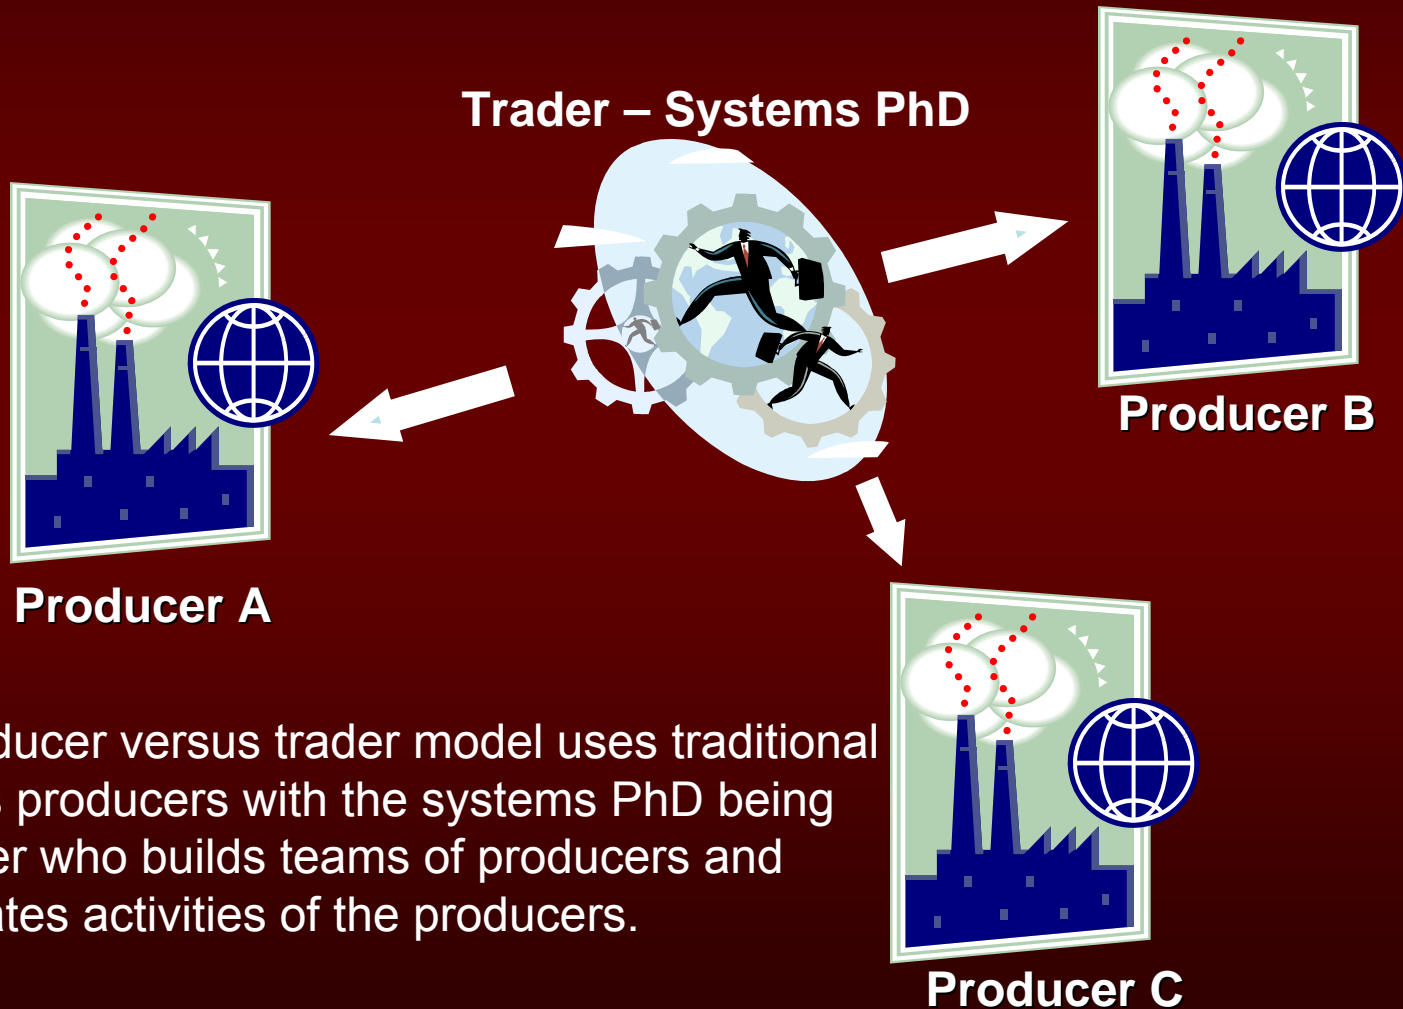 Trader – Systems PhD
Producer B
Producer A
ducer versus trader model uses traditional
s producers with the systems PhD being
er who builds teams of producers and
ates activities of the producers.
Producer C